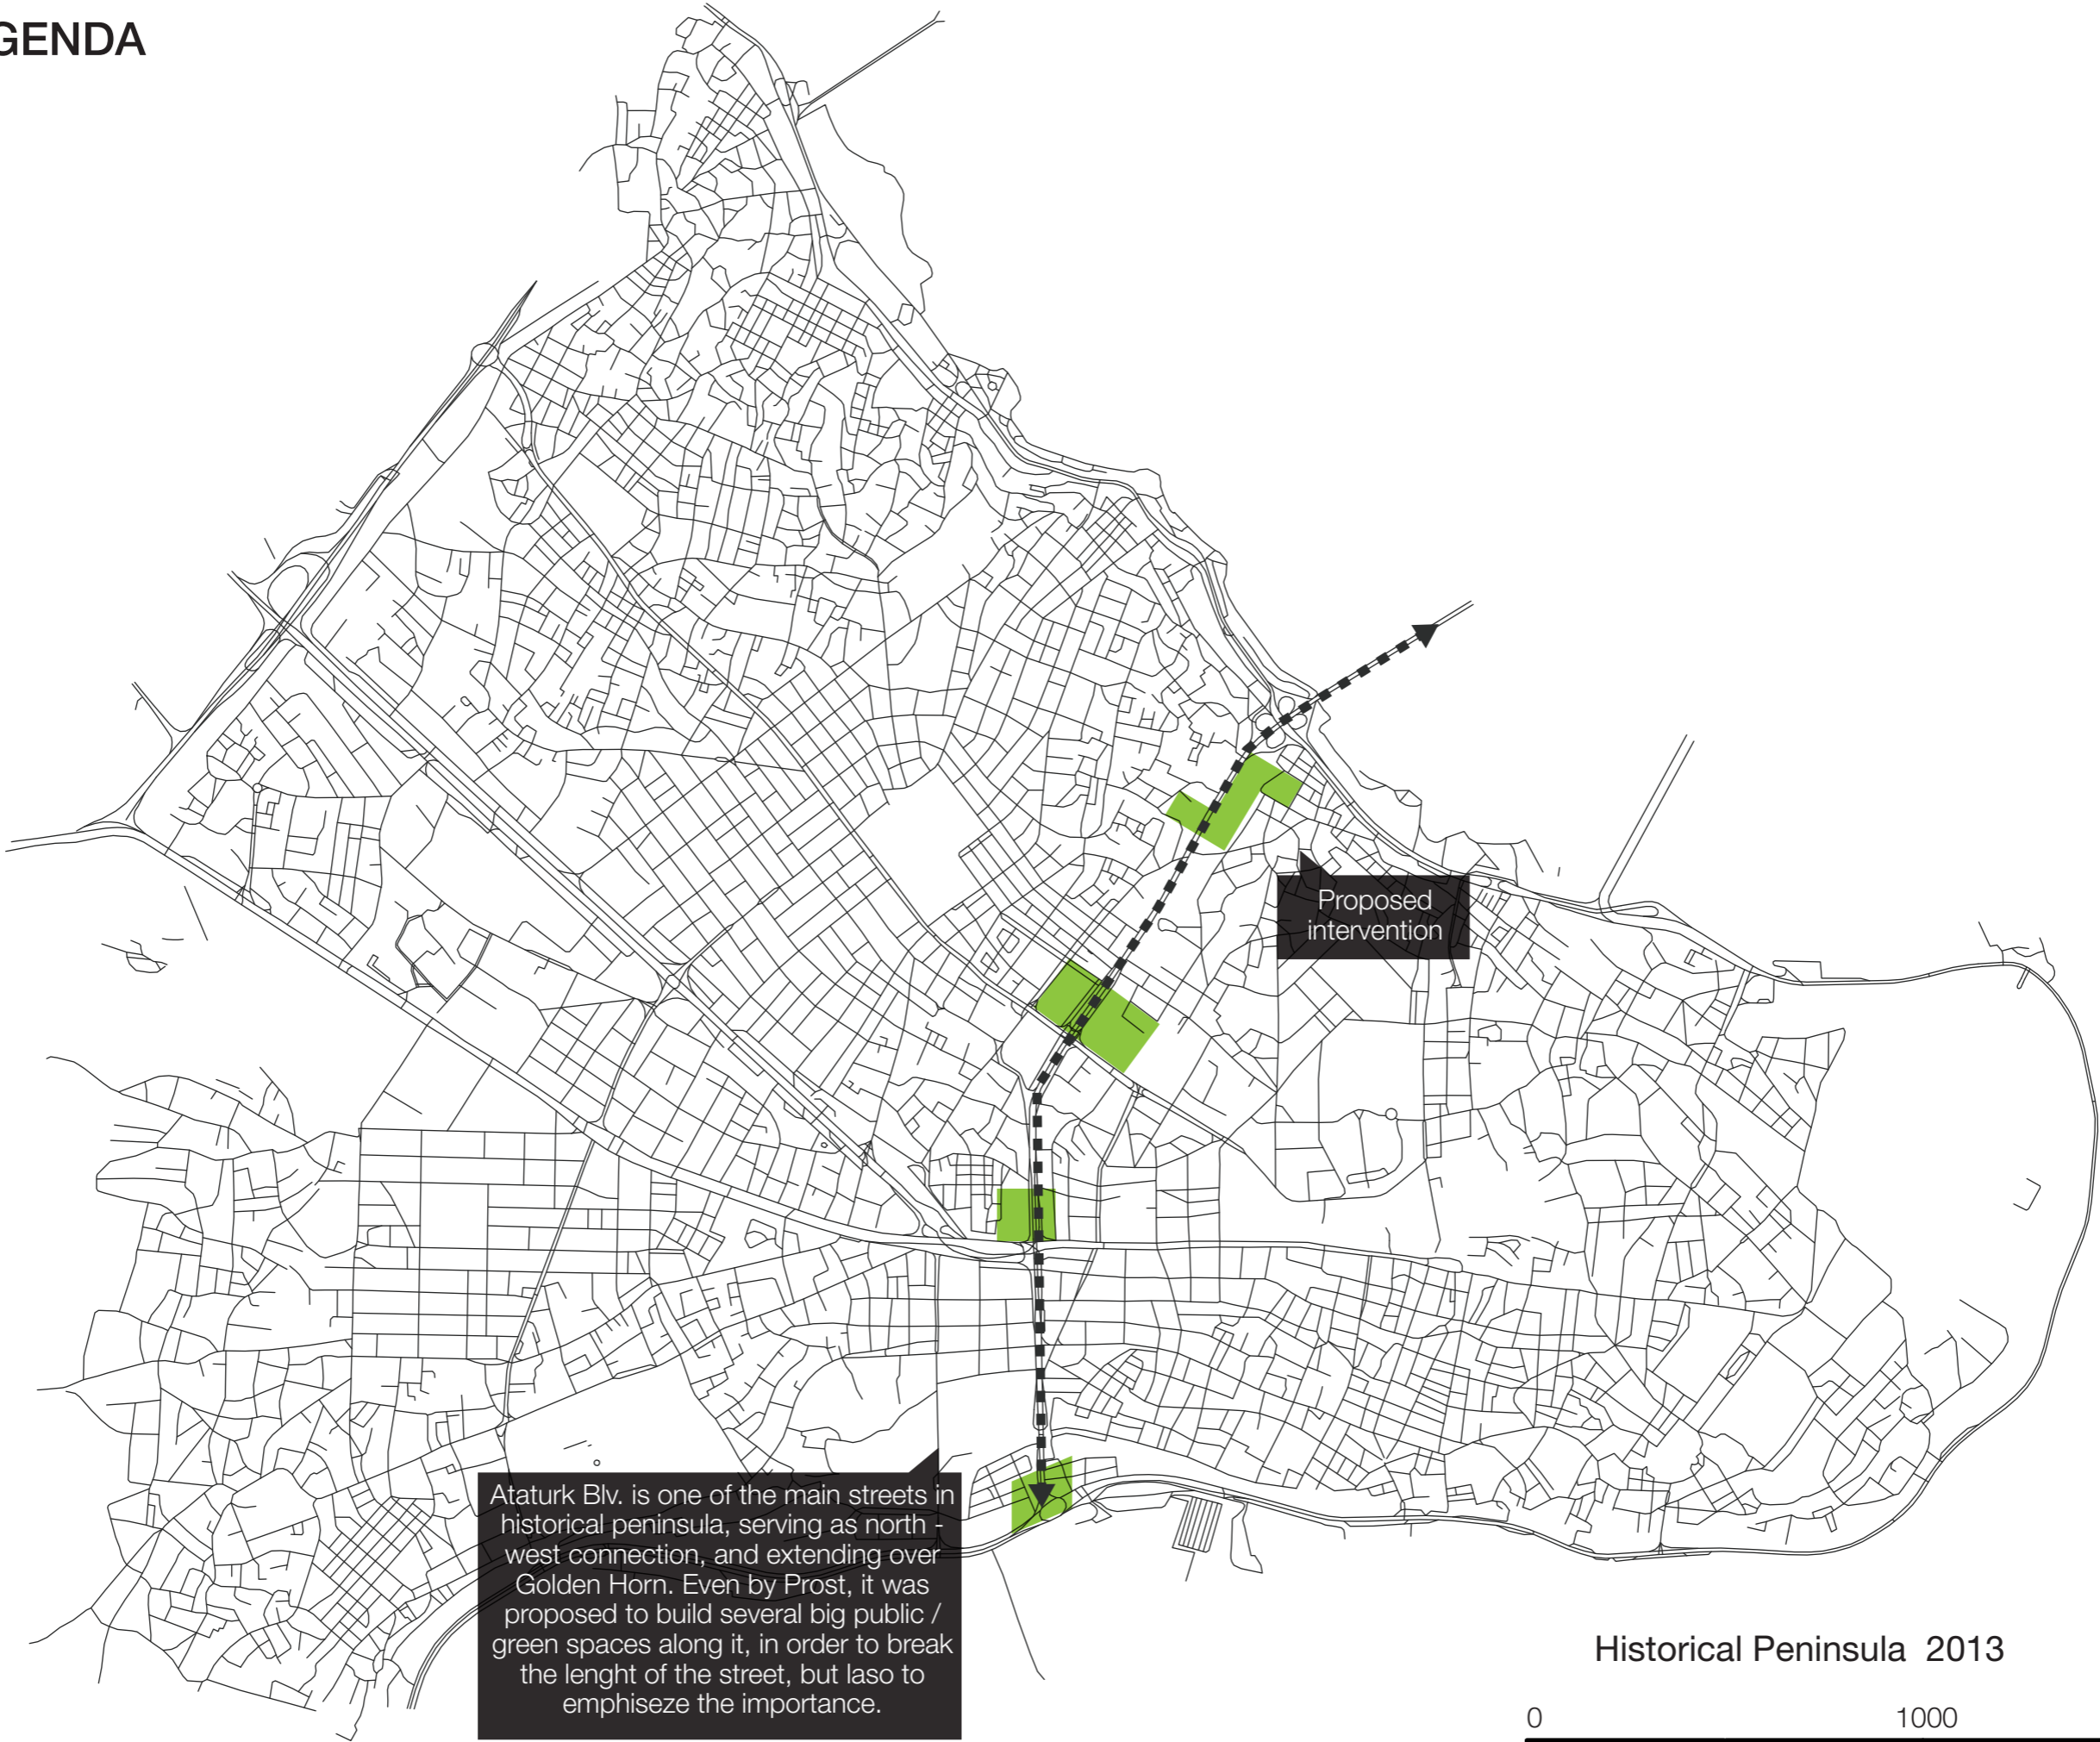 GENDA
Proposed
intervention
Ataturk Blv. is one of the main streets in
historical peninsula, serving as north -
west connection, and extending over
Golden Horn. Even by Prost, it was
proposed to build several big public /
green spaces along it, in order to break
the lenght of the street, but laso to
emphiseze the importance.
Historical Peninsula 2013
0 1000